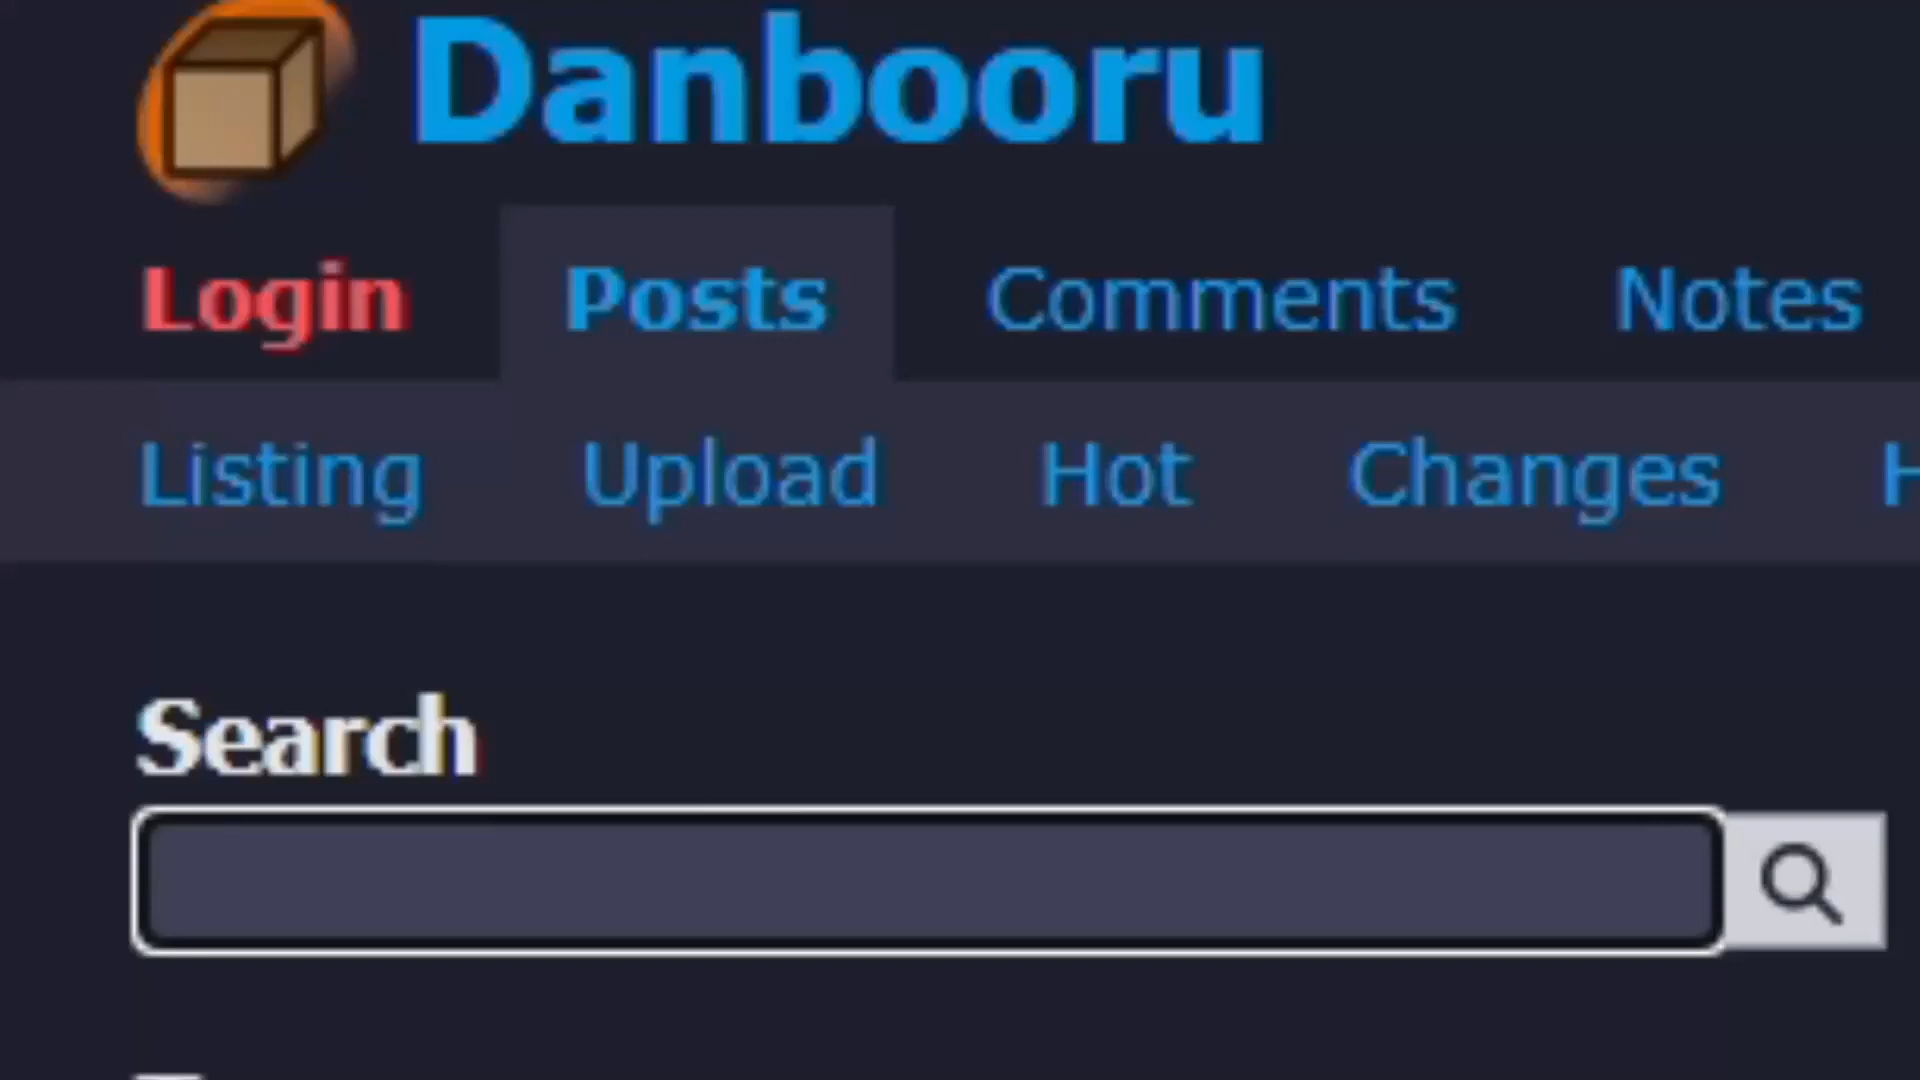 Danbooru
Login Posts Comments Notes
Listing Upload Hot Changes
Search